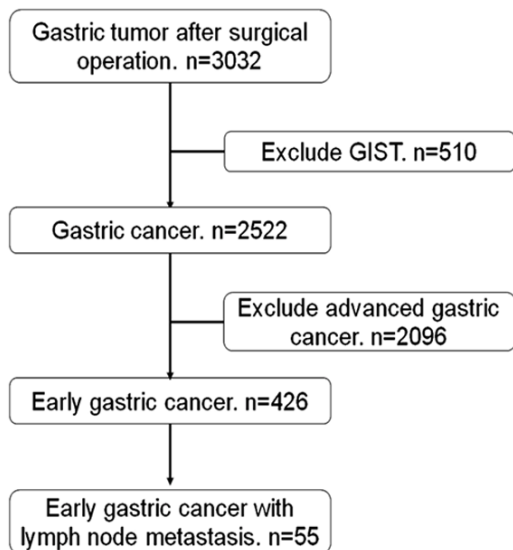 Gastric tumor after surgical
operation. n=3032
Exclude GIST. n=510
Gastric cancer. n=2522
Exclude advanced gastric
cancer. n=2096
Early gastric cancer. n=426
Early gastric cancer with
lymph node metastasis. n=55